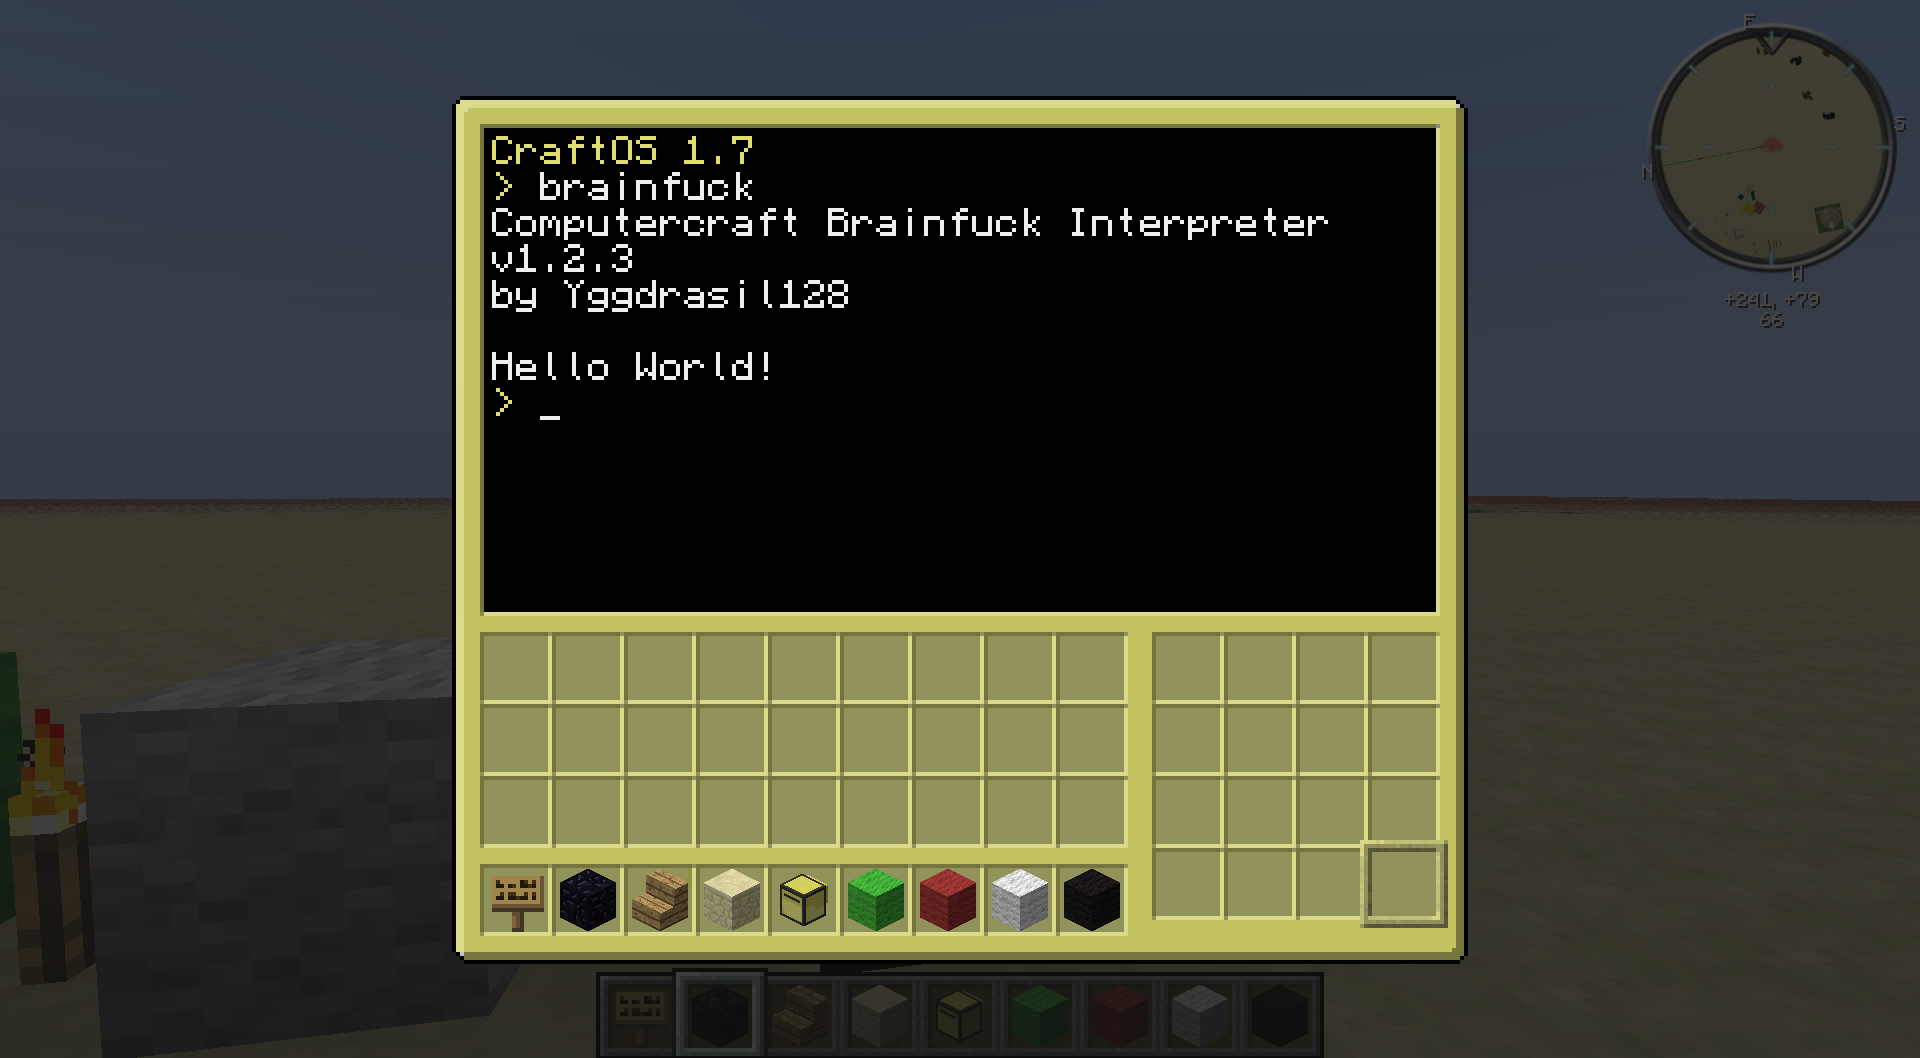 CraftOS 1.7
> brainfuck
Computercraft Brainfuck Interpreter
v1.2.3
by Yggdrasil128
Hello World!
> _
E
S
N
W
+241, +79
66